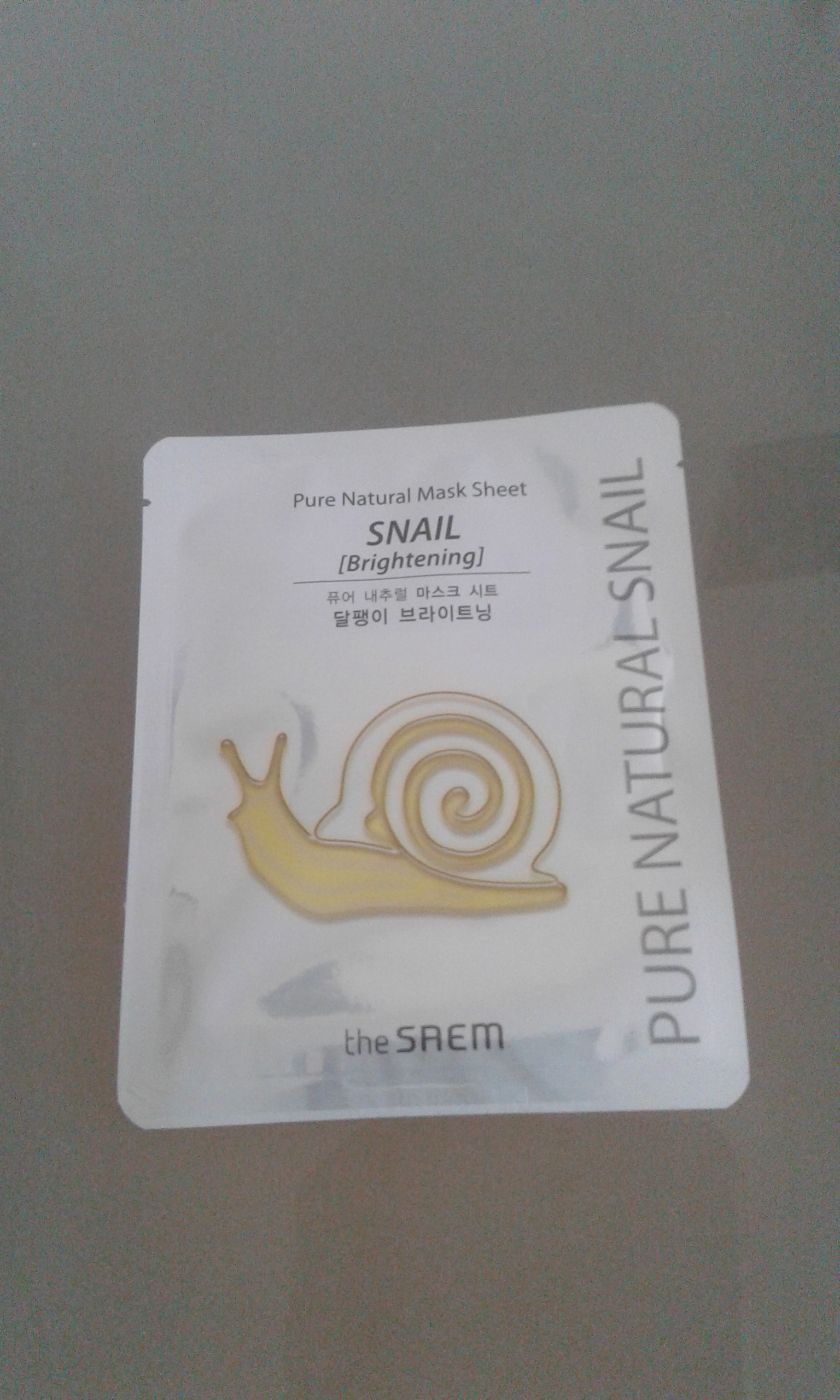 Pure Natural Mask Sheet
SNAIL
[Brightening]
퓨어 내추럴 마스크 시트
달팽이 브라이트닝
PURE NATURAL SNAIL
the SAEM